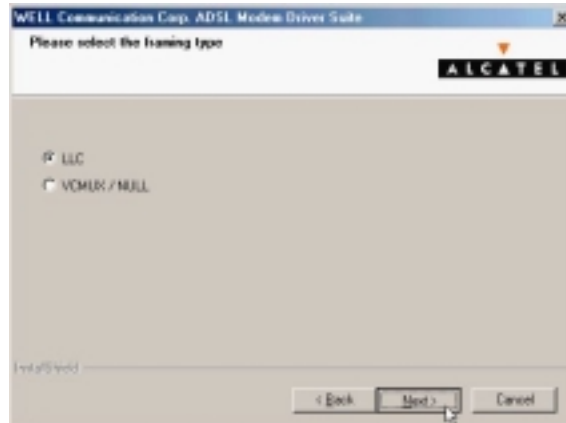 WELL Communication Corp. ADSL Modem Driver Suite
Please select the framing type
ALCATEL
LLC
VCMUX / NULL
InstallShield
< Back
Next >
Cancel